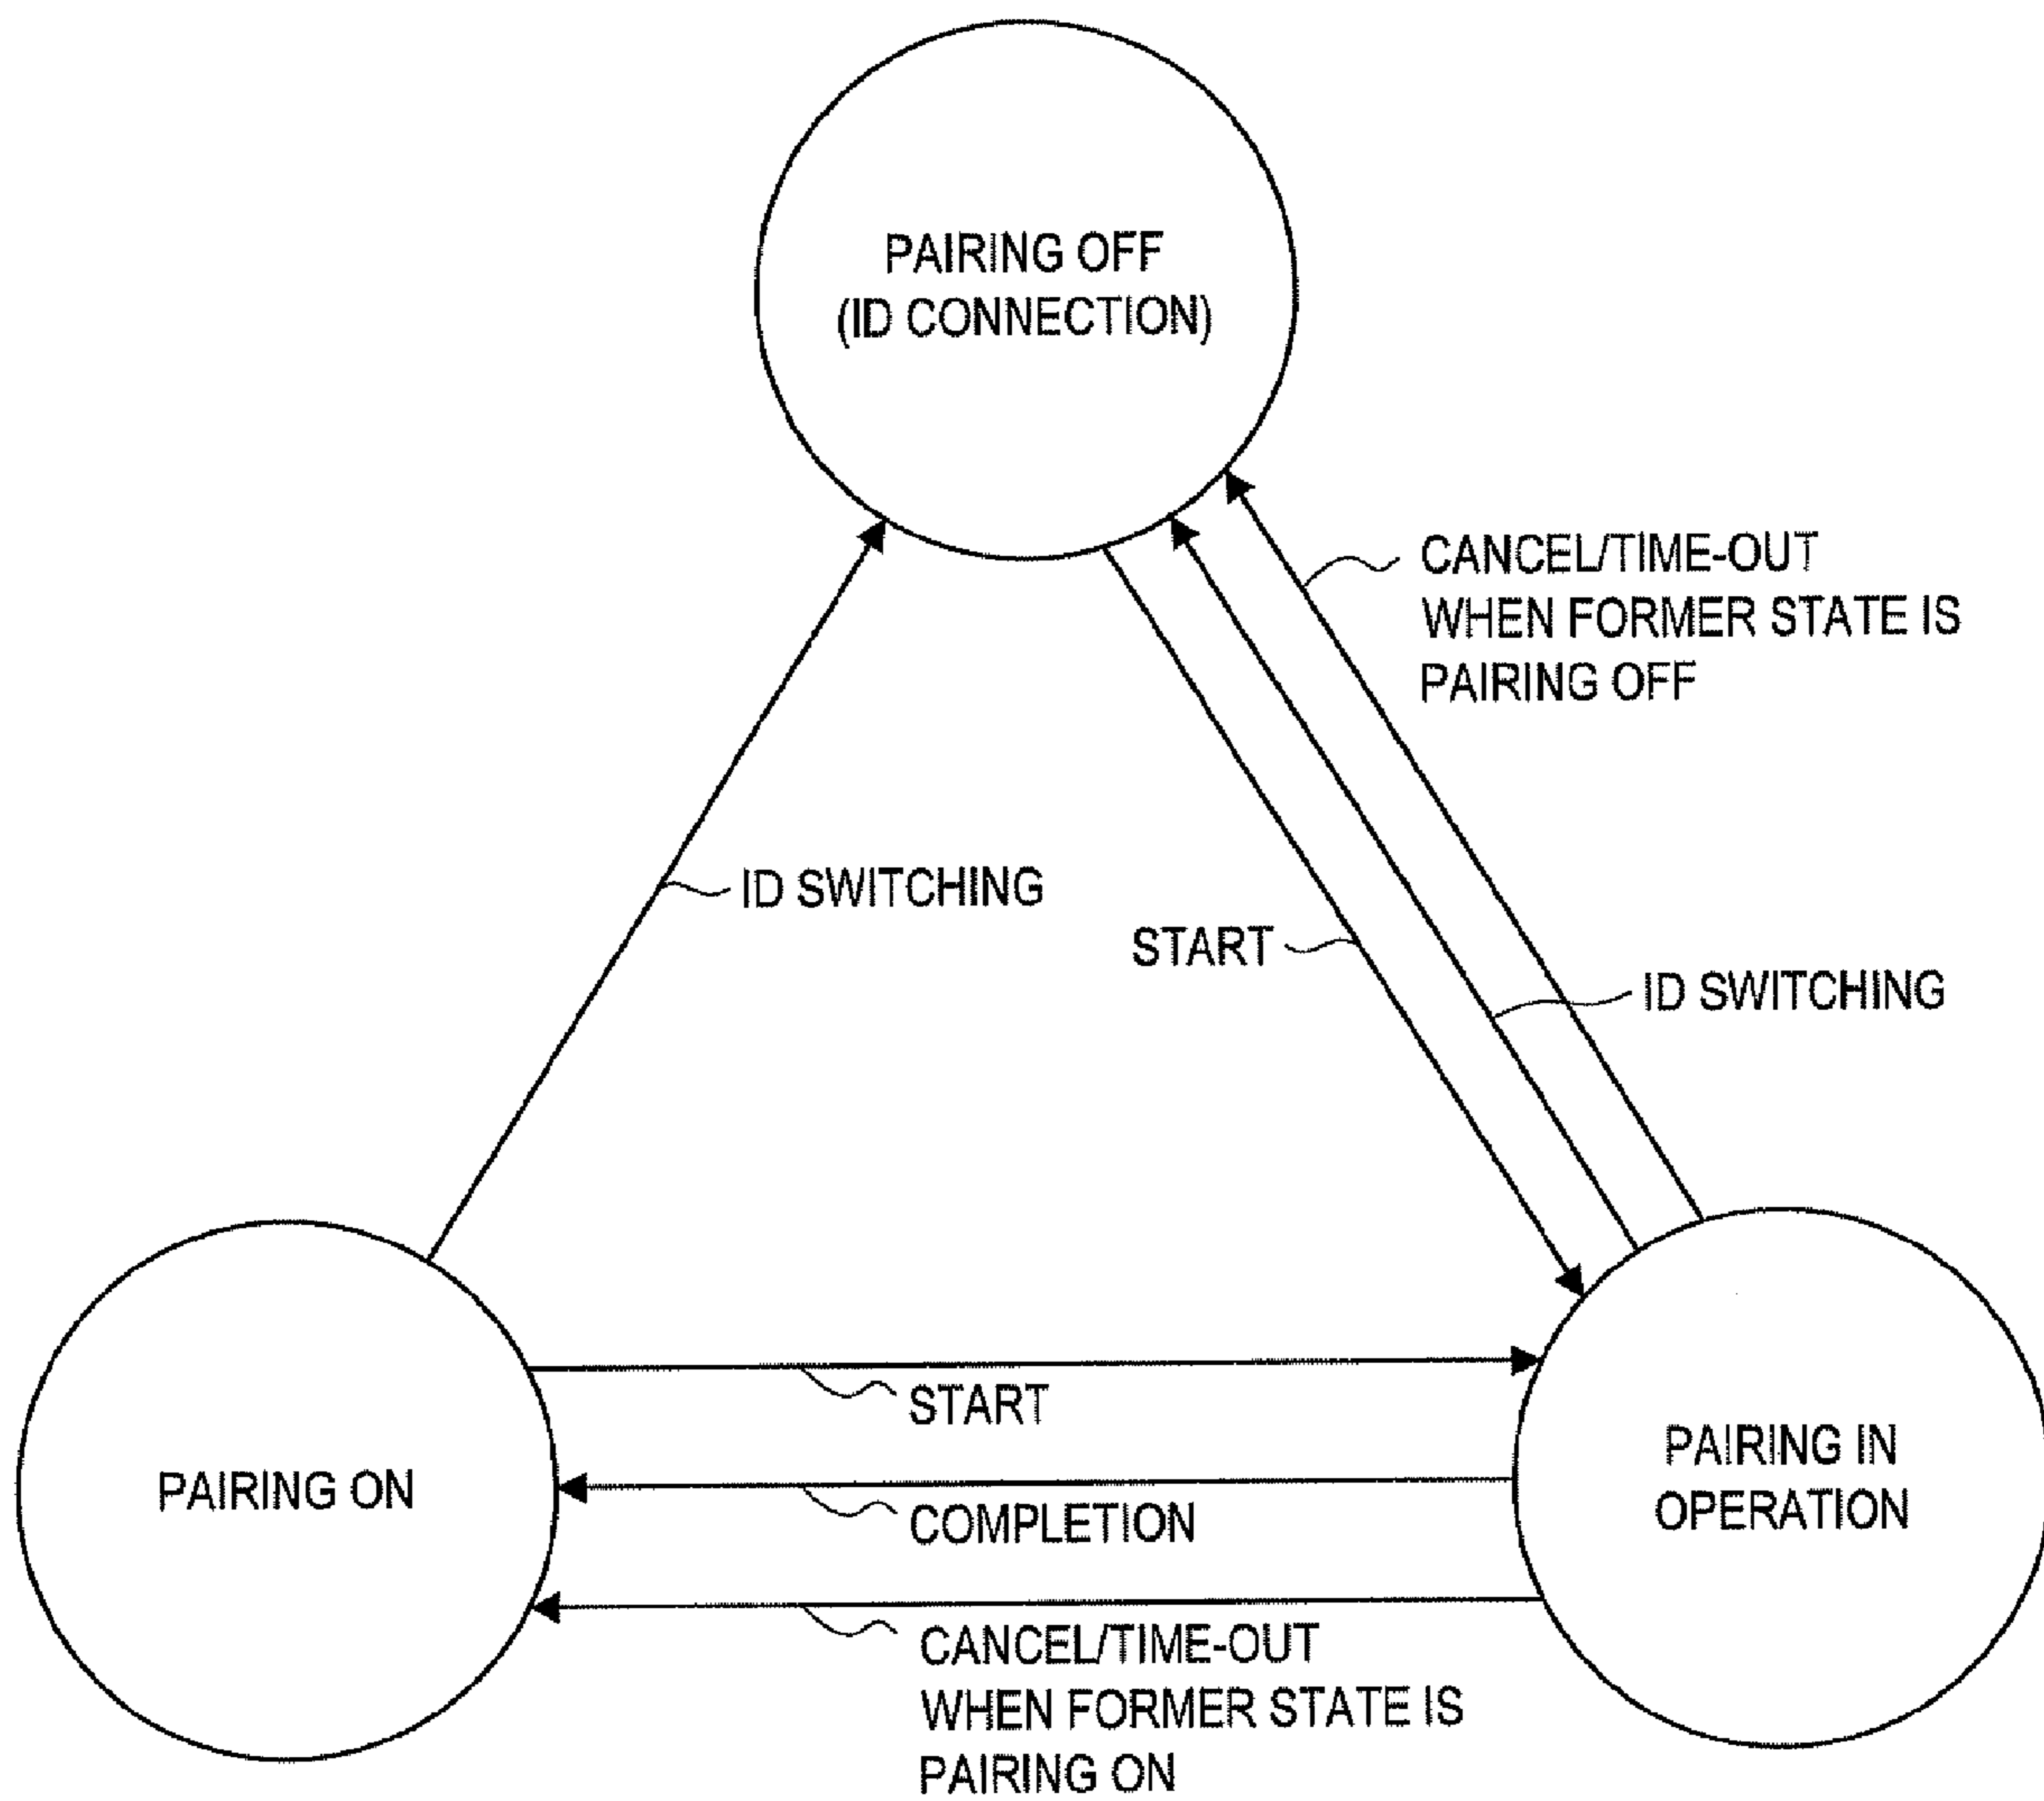 PAIRING OFF
(ID CONNECTION)
CANCEL/TIME-OUT
WHEN FORMER STATE IS
PAIRING OFF
ID SWITCHING
START
ID SWITCHING
START
PAIRING ON
PAIRING IN
OPERATION
COMPLETION
CANCEL/TIME-OUT
WHEN FORMER STATE IS
PAIRING ON